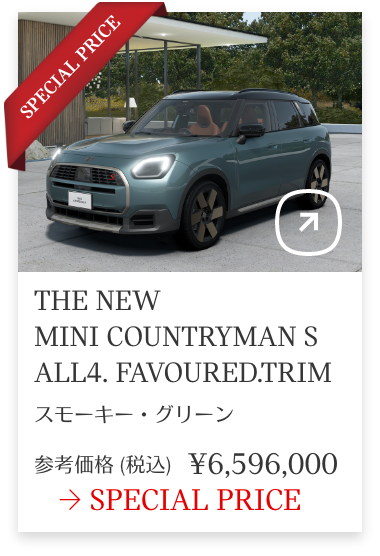 SPECIAL PRICE
THE NEW
MINI COUNTRYMAN S
ALL4. FAVOURED.TRIM
スモーキー・グリーン
参考価格 (税込) ¥6,596,000
→ SPECIAL PRICE